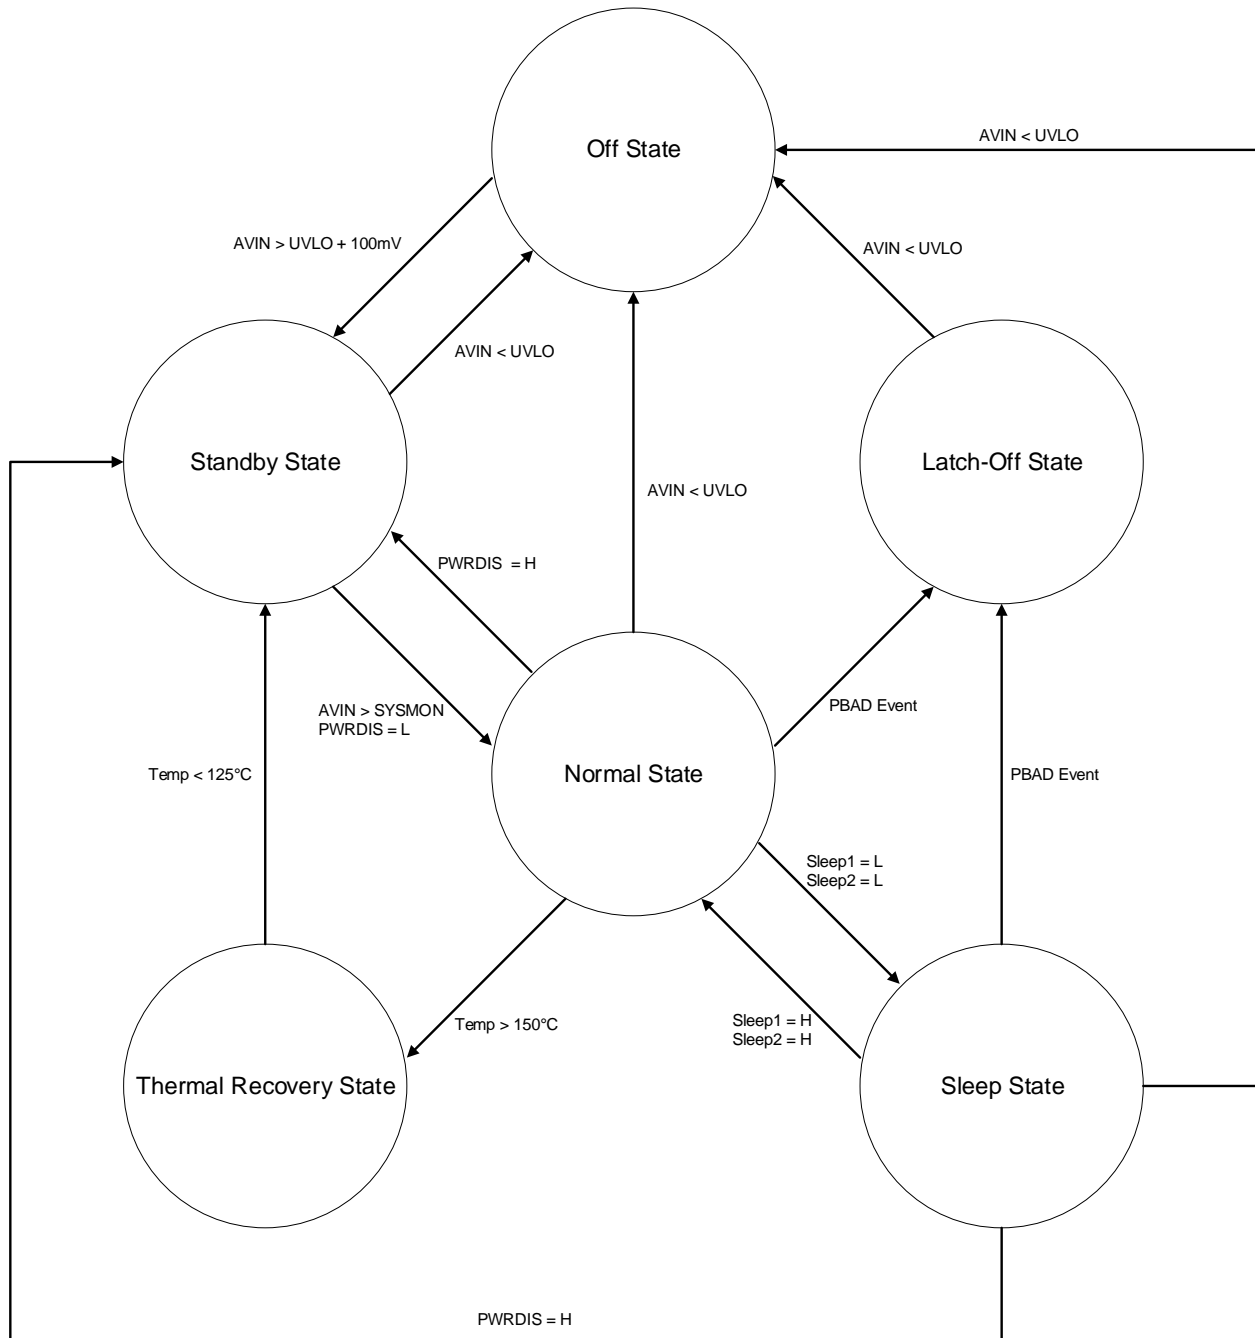 Off State
AVIN < UVLO
AVIN > UVLO + 100mV
AVIN < UVLO
AVIN < UVLO
Standby State
Latch-Off State
AVIN < UVLO
PWRDIS = H
AVIN > SYSMON
PWRDIS = L
PBAD Event
Normal State
Temp < 125°C
PBAD Event
Sleep1 = L
Sleep2 = L
Temp > 150°C
Sleep1 = H
Sleep2 = H
Thermal Recovery State
Sleep State
PWRDIS = H